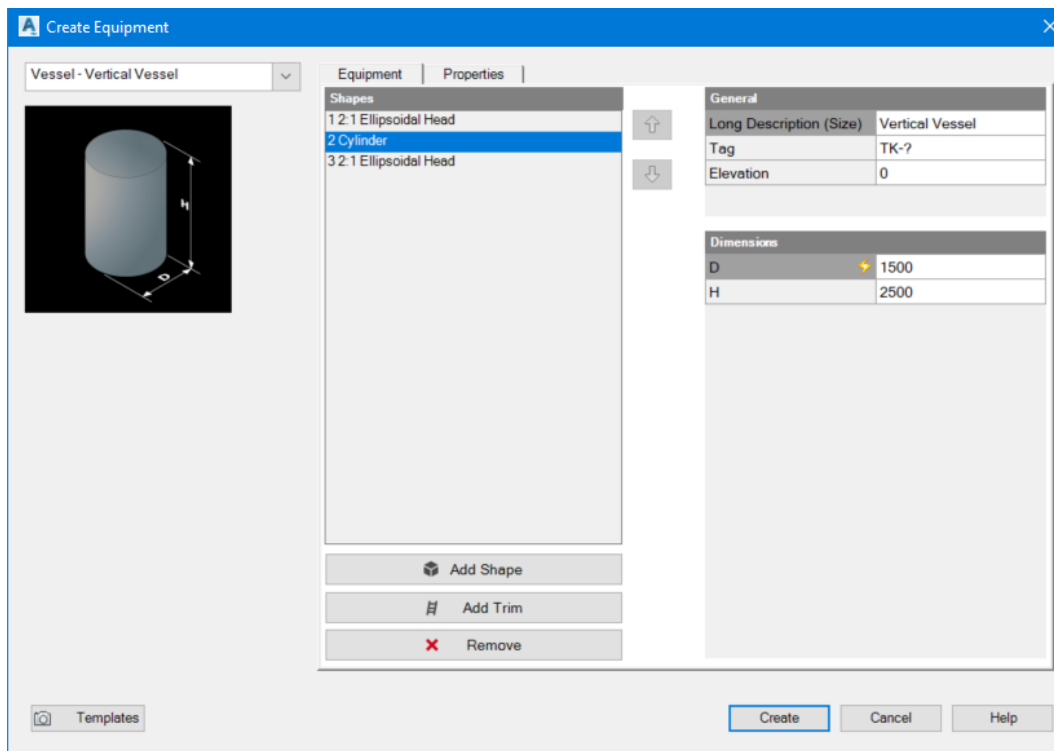 Create Equipment
Vessel - Vertical Vessel
H
D
Equipment
Properties
Shapes
1 2:1 Ellipsoidal Head
2 Cylinder
3 2:1 Ellipsoidal Head
Add Shape
Add Trim
Remove
General
Long Description (Size) Vertical Vessel
Tag TK-?
Elevation 0
Dimensions
D 1500
H 2500
Templates
Create
Cancel
Help